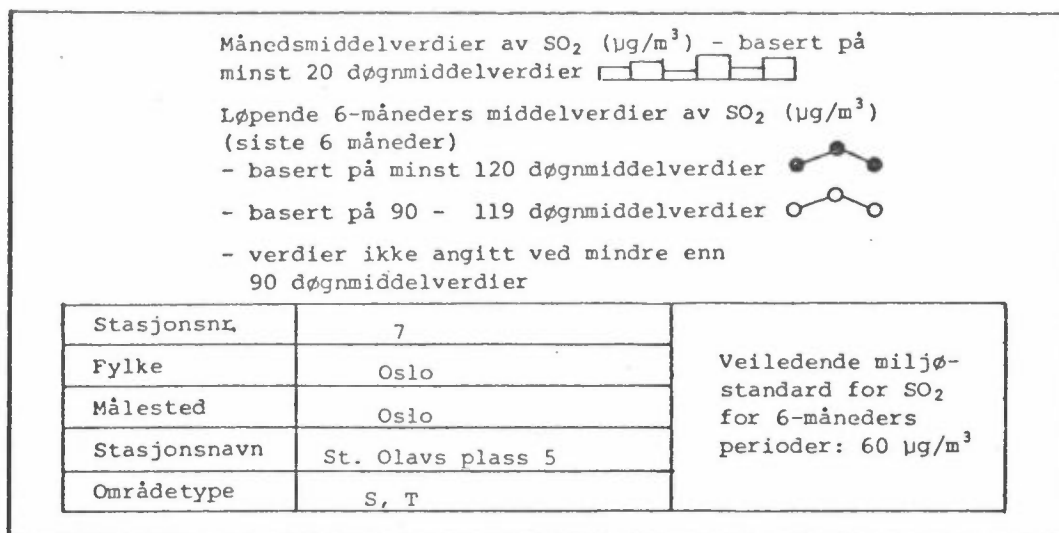 Månedsmiddelverdier av SO₂ (µg/m³) - basert på
minst 20 døgnmiddelverdier
Løpende 6-måneders middelverdier av SO₂ (µg/m³)
(siste 6 måneder)
- basert på minst 120 døgnmiddelverdier
- basert på 90 - 119 døgnmiddelverdier
- verdier ikke angitt ved mindre enn
90 døgnmiddelverdier
Stasjonsnr. 7
Fylke Oslo
Målested Oslo
Stasjonsnavn St. Olavs plass 5
Områdetype S, T
Veiledende miljø-
standard for SO₂
for 6-måneders
perioder: 60 µg/m³